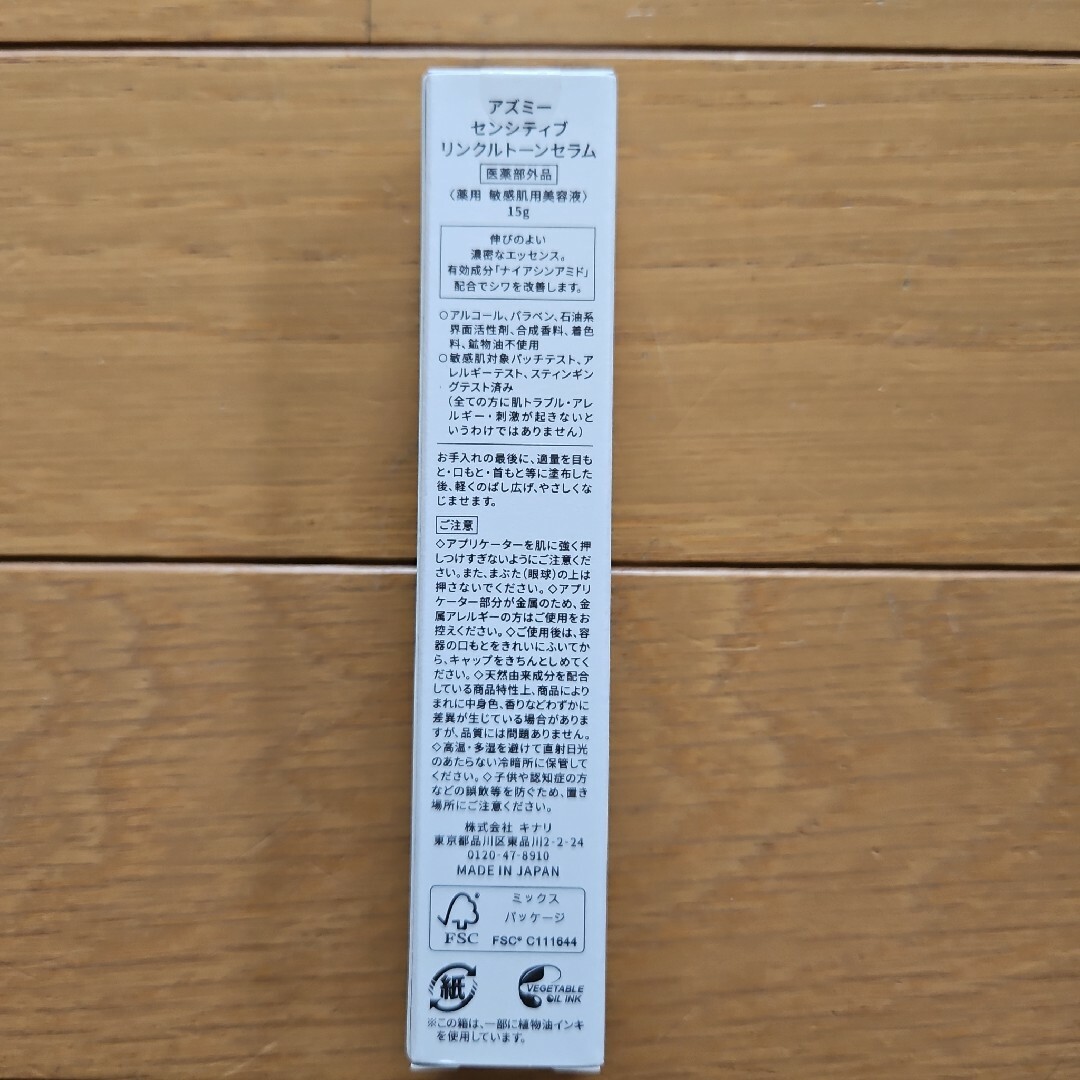 アズミー
センシティブ
リンクルトーンセラム
医薬部外品
〈薬用 敏感肌用美容液〉
15g
伸びのよい
濃密なエッセンス。
有効成分「ナイアシンアミド」
配合でシワを改善します。
○アルコール、パラベン、石油系
界面活性剤、合成香料、着色
料、鉱物油不使用
○敏感肌対象パッチテスト、ア
レルギーテスト、スティンギン
グテスト済み
（全ての方に肌トラブル・アレ
ルギー・刺激が起きないと
いうわけではありません）
お手入れの最後に、適量を目も
と・口もと・首もと等に塗布した
後、軽くのばし広げ、やさしくな
じませます。
ご注意
◇アプリケーターを肌に強く押
しつけすぎないようにご注意くだ
さい。また、まぶた（眼球）の上は
押さないでください。◇アプリ
ケーター部分が金属のため、金
属アレルギーの方はご使用をお
控えください。◇ご使用後は、容
器の口もとをきれいにふいてか
ら、キャップをきちんとしめてく
ださい。◇天然由来成分を配合
している商品特性上、商品により
まれに中身色、香りなどわずかに
差異が生じている場合がありま
すが、品質には問題ありません。
◇高温・多湿を避けて直射日光
のあたらない冷暗所に保管して
ください。◇子供や認知症の方
などの誤飲等を防ぐため、置き
場所にご注意ください。
株式会社 キナリ
東京都品川区東品川2-2-24
0120-47-8910
MADE IN JAPAN
ミックス
パッケージ
FSC
FSC® C111644
紙
VEGETABLE
OIL INK
※この箱は、一部に植物油インキ
を使用しています。